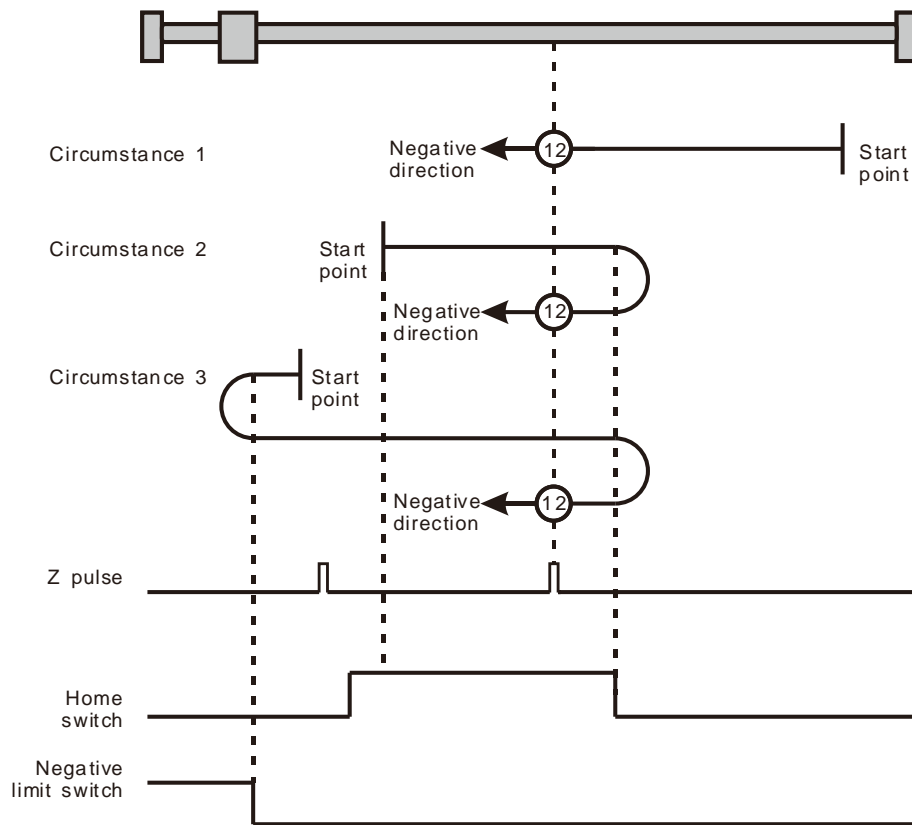 Circumstance 1
Negative
direction
12
Start
point
Circumstance 2
Start
point
Negative
direction
12
Circumstance 3
Start
point
Negative
direction
12
Z pulse
Home
switch
Negative
limit switch